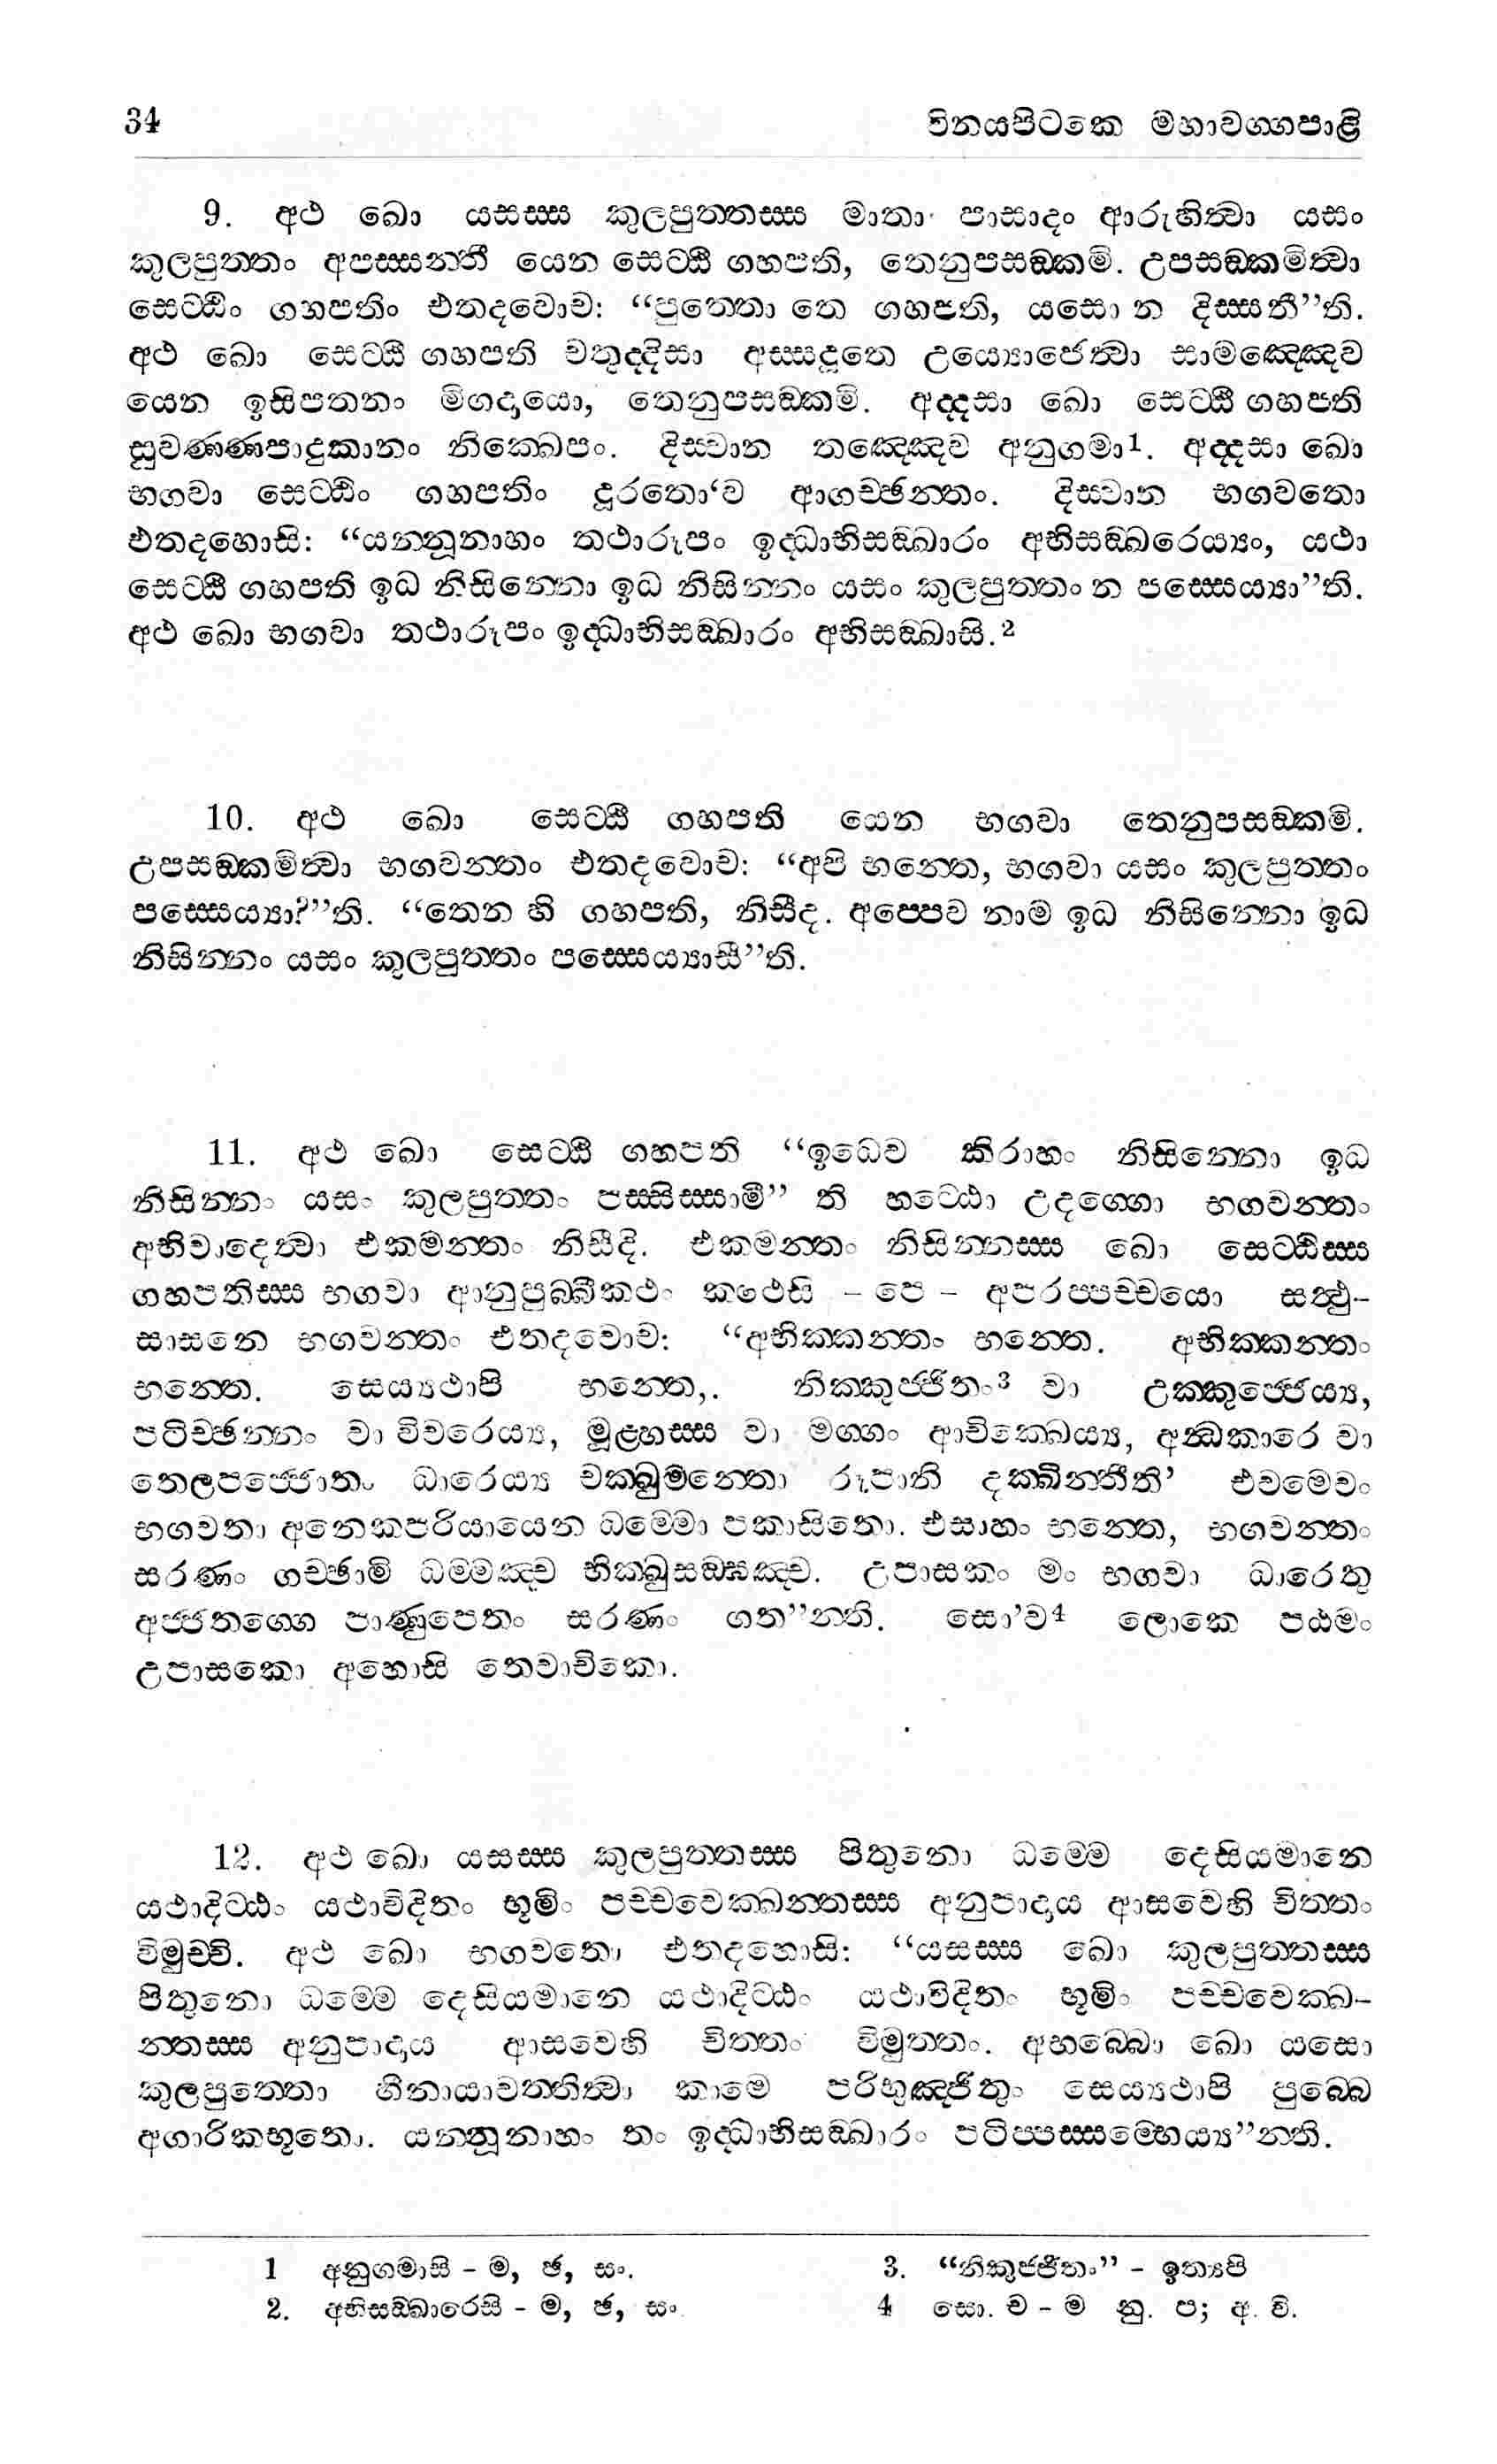 34 විනයපිටකෙ මහාවග්ගපාළි
9. අථ ඛො යසස්ස කුලපුත්තස්ස මාතා පාසාදං ආරුහිත්වා යසං
කුලපුත්තං අපස්සන්තී යෙන සෙට්ඨී ගහපති, තෙනුපසඞ්කමි. උපසඞ්කමිත්වා
සෙට්ඨිං ගහපතිං එතදවොච: “පුත්තො තෙ ගහපති, යසො න දිස්සතී”ති.
අථ ඛො සෙට්ඨී ගහපති චතුද්දිසා අස්සදූතෙ උය්‍යොජෙත්වා සාමඤ්ඤෙව
යෙන ඉසිපතනං මිගදායො, තෙනුපසඞ්කමි. අද්දසා ඛො සෙට්ඨී ගහපති
සුවණ්ණපාදුකානං නික්ඛෙපං. දිස්වාන තඤ්ඤෙව අනුගමා1. අද්දසා ඛො
භගවා සෙට්ඨිං ගහපතිං දූරතො‘ව ආගච්ඡන්තං. දිස්වාන භගවතො
එතදහොසි: “යන්නූනාහං තථාරූපං ඉද්ධාභිසඞ්ඛාරං අභිසඞ්ඛරෙය්‍යං, යථා
සෙට්ඨී ගහපති ඉධ නිසින්නො ඉධ නිසින්නං යසං කුලපුත්තං න පස්සෙය්‍යා”ති.
අථ ඛො භගවා තථාරූපං ඉද්ධාභිසඞ්ඛාරං අභිසඞ්ඛාසි.2
10. අථ ඛො සෙට්ඨී ගහපති යෙන භගවා තෙනුපසඞ්කමි.
උපසඞ්කමිත්වා භගවන්තං එතදවොච: “අපි භන්තෙ, භගවා යසං කුලපුත්තං
පස්සෙය්‍යා?”ති. “තෙන හි ගහපති, නිසීද. අප්පෙව නාම ඉධ නිසින්නො ඉධ
නිසින්නං යසං කුලපුත්තං පස්සෙය්‍යාසී”ති.
11. අථ ඛො සෙට්ඨී ගහපති “ඉධෙව කිරාහං නිසින්නො ඉධ
නිසින්නං යසං කුලපුත්තං පස්සිස්සාමී” ති හට්ඨො උදග්ගො භගවන්තං
අභිවාදෙත්වා එකමන්තං නිසීදි. එකමන්තං නිසින්නස්ස ඛො සෙට්ඨිස්ස
ගහපතිස්ස භගවා ආනුපුබ්බීකථං කථෙසි – පෙ – අපරප්පච්චයො සත්ථු-
සාසනෙ භගවන්තං එතදවොච: “අභික්කන්තං භන්තෙ. අභික්කන්තං
භන්තෙ. සෙය්‍යථාපි භන්තෙ,. නික්කුජ්ජිතං3 වා උක්කුජ්ජෙය්‍ය,
පටිච්ඡන්නං වා විවරෙය්‍ය, මූළ්හස්ස වා මග්ගං ආචික්ඛෙය්‍ය, අන්ධකාරෙ වා
තෙලපජ්ජොතං ධාරෙය්‍ය චක්ඛුමන්තො රූපානි දක්ඛින්තීති’ එවමෙවං
භගවතා අනෙකපරියායෙන ධම්මො පකාසිතො. එසාහං භන්තෙ, භගවන්තං
සරණං ගච්ඡාමි ධම්මඤ්ච භික්ඛුසඞ්ඝඤ්ච. උපාසකං මං භගවා ධාරෙතු
අජ්ජතග්ගෙ පාණුපෙතං සරණං ගත”න්ති. සො’ව4 ලොකෙ පඨමං
උපාසකො අහොසි තෙවාචිකො.
12. අථ ඛො යසස්ස කුලපුත්තස්ස පිතුනො ධම්මෙ දෙසියමානෙ
යථාදිට්ඨං යථාවිදිතං භූමිං පච්චවෙක්ඛන්තස්ස අනුපාදාය ආසවෙහි චිත්තං
විමුච්චි. අථ ඛො භගවතො එතදහොසි: “යසස්ස ඛො කුලපුත්තස්ස
පිතුනො ධම්මෙ දෙසියමානෙ යථාදිට්ඨං යථාවිදිතං භූමිං පච්චවෙක්ඛ-
න්තස්ස අනුපාදාය ආසවෙහි චිත්තං විමුත්තං. අභබ්බො ඛො යසො
කුලපුත්තො හීනායාවත්තිත්වා කාමෙ පරිභුඤ්ජිතුං සෙය්‍යථාපි පුබ්බෙ
අගාරිකභූතො. යන්නූනාහං තං ඉද්ධාභිසඞ්ඛාරං පටිප්පස්සම්භෙය්‍ය”න්ති.
1 අනුගමාසි – ම, ඡ, සං. 3. “නිකුජ්ජිතං” – ඉත්‍යපි
2. අභිසඞ්ඛාරෙසි – ම, ඡ, සං. 4 සො. ච – ම නු. ප; අ. වි.